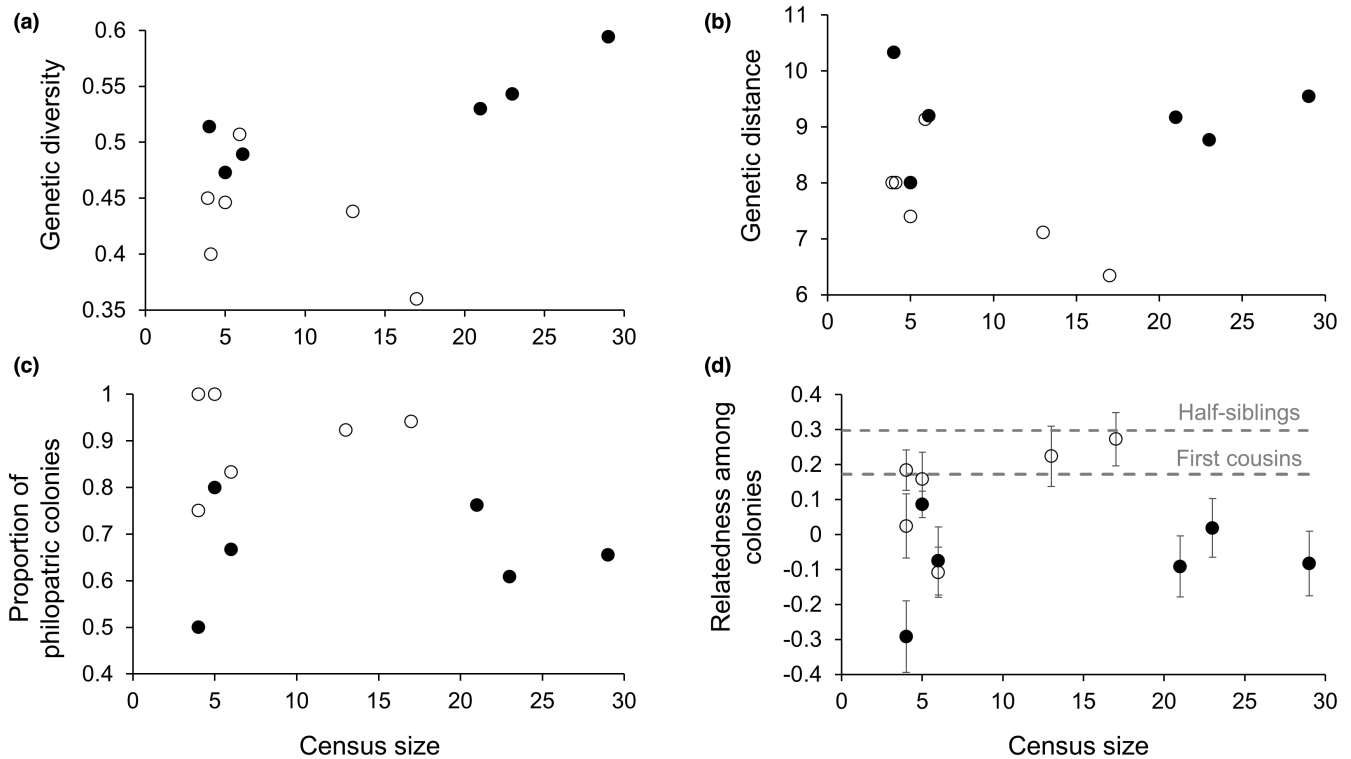 (a)
Genetic diversity
0.6
0.55
0.5
0.45
0.4
0.35
0 5 10 15 20 25 30
(b)
Genetic distance
11
10
9
8
7
6
0 5 10 15 20 25 30
(c)
Proportion of
philopatric colonies
1
0.9
0.8
0.7
0.6
0.5
0.4
0 5 10 15 20 25 30
Census size
(d)
Relatedness among
colonies
0.4
0.3
0.2
0.1
0
-0.1
-0.2
-0.3
-0.4
Half-siblings
First cousins
0 5 10 15 20 25 30
Census size